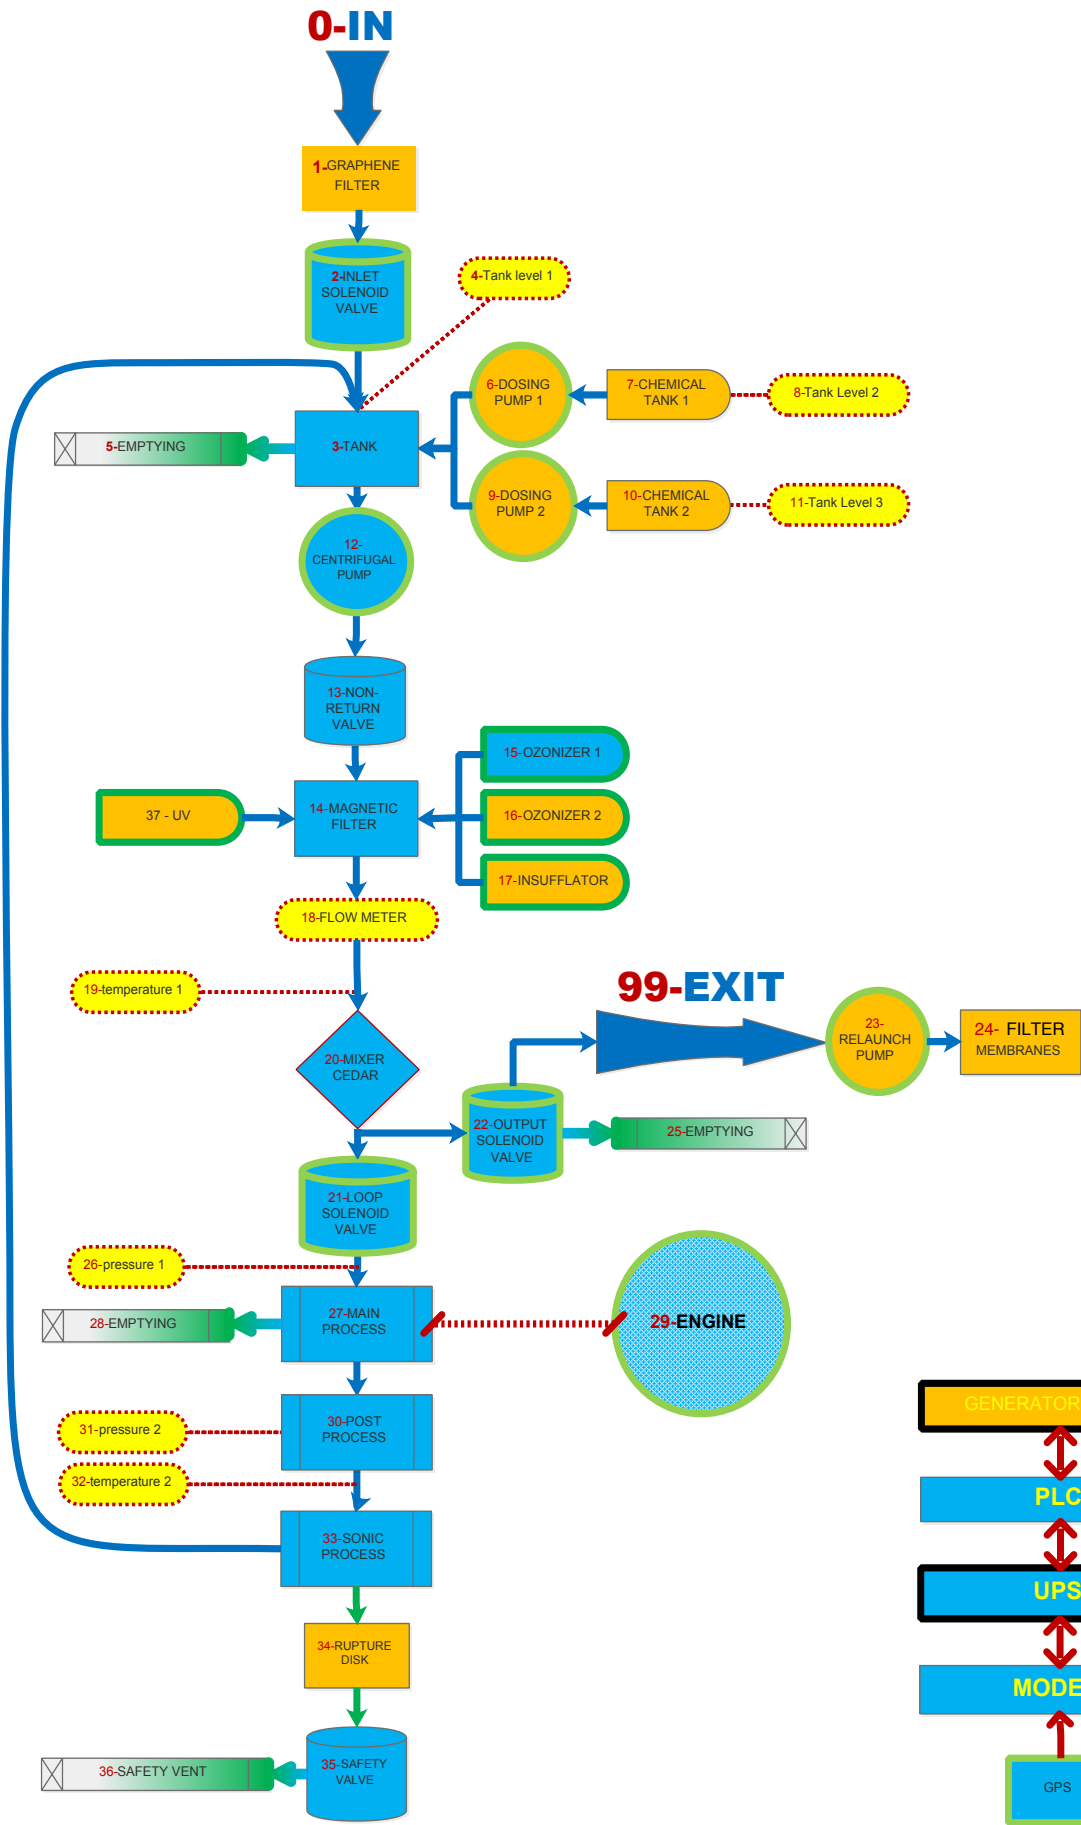 0-IN
1-GRAPHENE
FILTER
2-INLET
SOLENOID
VALVE
4-Tank level 1
6-DOSING
PUMP 1
7-CHEMICAL
TANK 1
8-Tank Level 2
5-EMPTYING
3-TANK
9-DOSING
PUMP 2
10-CHEMICAL
TANK 2
11-Tank Level 3
12-
CENTRIFUGAL
PUMP
13-NON-
RETURN
VALVE
15-OZONIZER 1
37 - UV
14-MAGNETIC
FILTER
16-OZONIZER 2
17-INSUFFLATOR
18-FLOW METER
19-temperature 1
99-EXIT
20-MIXER
CEDAR
23-
RELAUNCH
PUMP
24- FILTER
MEMBRANES
22-OUTPUT
SOLENOID
VALVE
25-EMPTYING
21-LOOP
SOLENOID
VALVE
26-pressure 1
27-MAIN
PROCESS
28-EMPTYING
29-ENGINE
30-POST
PROCESS
31-pressure 2
32-temperature 2
33-SONIC
PROCESS
34-RUPTURE
DISK
35-SAFETY
VALVE
36-SAFETY VENT
GENERATOR
PLC
UPS
MODE
GPS